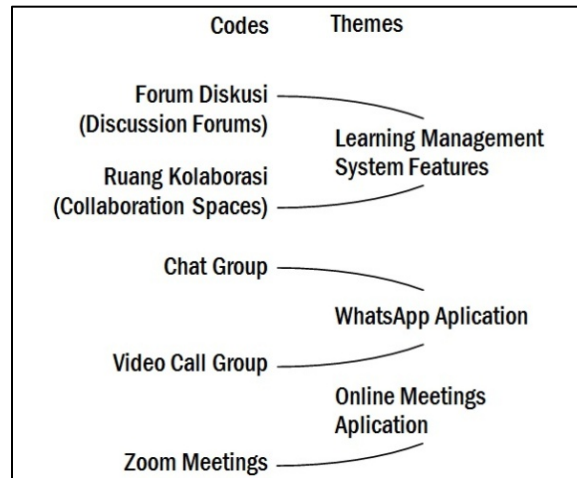 Codes Themes
Forum Diskusi
(Discussion Forums)
Learning Management
System Features
Ruang Kolaborasi
(Collaboration Spaces)
Chat Group
WhatsApp Aplication
Video Call Group
Online Meetings
Aplication
Zoom Meetings